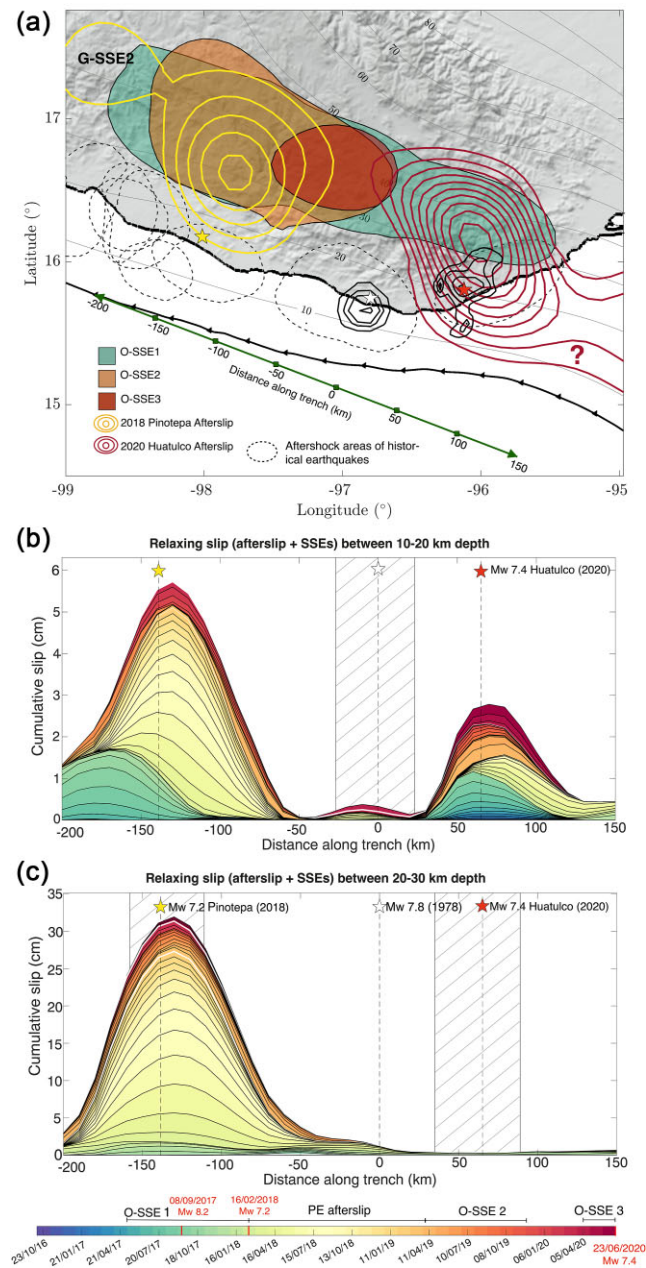 (a)
G-SSE2
80
70
60
50
17
40
30
20
16
10
Latitude (°)
-200
-150
-100
-50
0
50
100
150
Distance along trench (km)
?
15
O-SSE1
O-SSE2
O-SSE3
2018 Pinotepa Afterslip
2020 Huatulco Afterslip
Aftershock areas of histor-
ical earthquakes
-99 -98 -97 -96 -95
Longitude (°)
(b)
Relaxing slip (afterslip + SSEs) between 10-20 km depth
Mw 7.4 Huatulco (2020)
6
5
4
3
2
1
0
Cumulative slip (cm)
-200 -150 -100 -50 0 50 100 150
Distance along trench (km)
(c)
Relaxing slip (afterslip + SSEs) between 20-30 km depth
Mw 7.2 Pinotepa (2018) Mw 7.8 (1978) Mw 7.4 Huatulco (2020)
35
30
25
20
15
10
5
0
Cumulative slip (cm)
-200 -150 -100 -50 0 50 100 150
Distance along trench (km)
O-SSE 1 08/09/2017 Mw 8.2 16/02/2018 Mw 7.2 PE afterslip O-SSE 2 O-SSE 3
23/10/16 21/01/17 21/04/17 20/07/17 18/10/17 16/01/18 16/04/18 15/07/18 13/10/18 11/01/19 11/04/19 10/07/19 08/10/19 06/01/20 05/04/20 23/06/2020
Mw 7.4